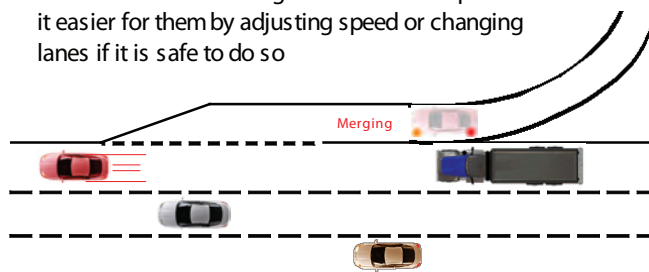 it easier for them by adjusting speed or changing
lanes if it is safe to do so
Merging